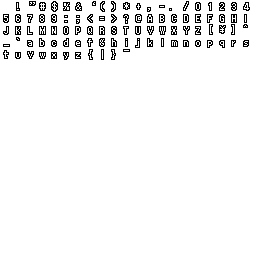 ! " # $ % & ' ( ) * + , - . / 0 1 2 3 4
5 6 7 8 9 : ; < = > ? @ A B C D E F G H I
J K L M N O P Q R S T U V W X Y Z [ ¥ ] ^
_ ` a b c d e f g h i j k l m n o p q r s
t u v w x y z { | } ‾